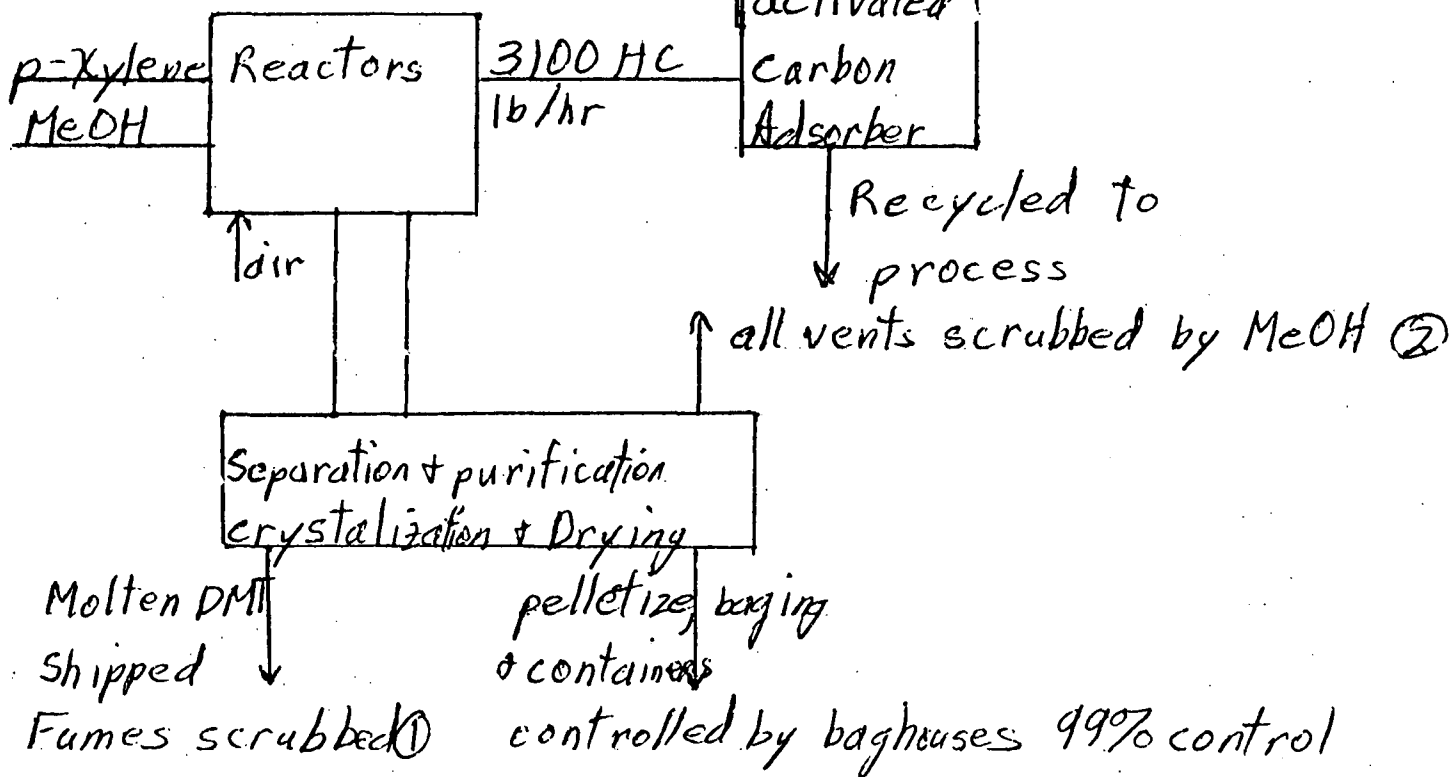 activated
p-Xylene Reactors 3100 HC Carbon
MeOH lb/hr Adsorber
Recycled to
air process
all vents scrubbed by MeOH ②
Separation + purification
crystalization + Drying
Molten DMT pelletize, baging
Shipped + containers
Fumes scrubbed① controlled by baghouses 99% control